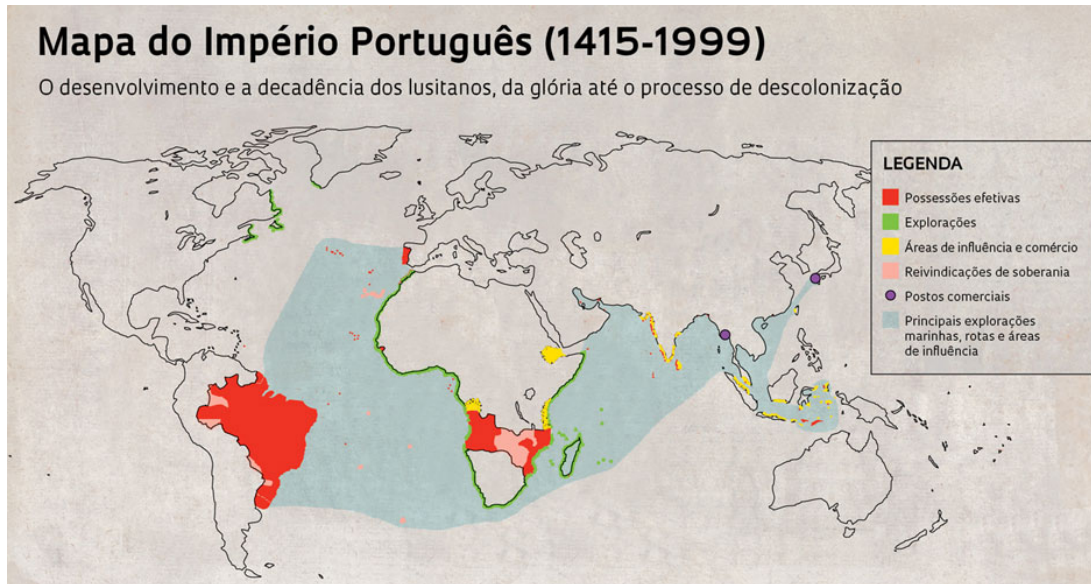 Mapa do Império Português (1415-1999)
O desenvolvimento e a decadência dos lusitanos, da glória até o processo de descolonização
LEGENDA
Possessões efetivas
Explorações
Áreas de influência e comércio
Reivindicações de soberania
Postos comerciais
Principais explorações
marinhas, rotas e áreas
de influência